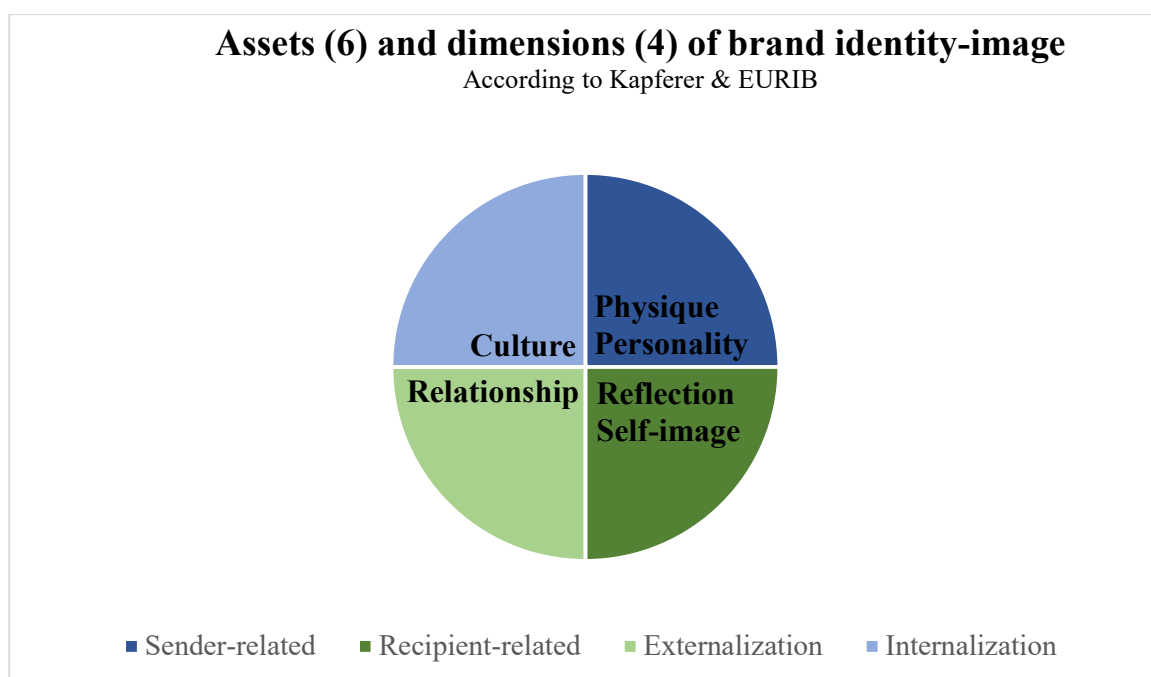 Assets (6) and dimensions (4) of brand identity-image
According to Kapferer & EURIB
Physique
Personality
Culture
Relationship
Reflection
Self-image
Sender-related
Recipient-related
Externalization
Internalization